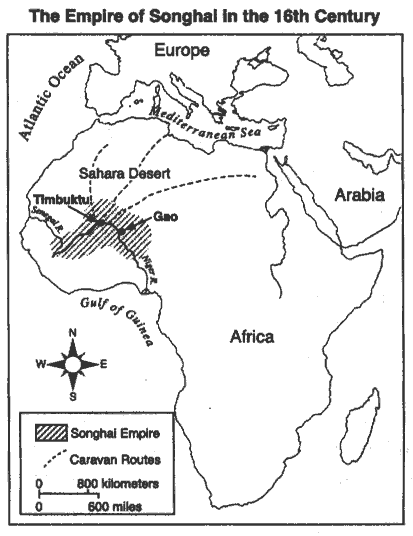 The Empire of Songhai in the 16th Century
Europe
Atlantic Ocean
Mediterranean Sea
Sahara Desert
Timbuktu
Arabia
Senegal R.
Gao
Niger R.
Gulf of Guinea
Africa
N
W
E
S
Songhai Empire
Caravan Routes
0 800 kilometers
0 600 miles